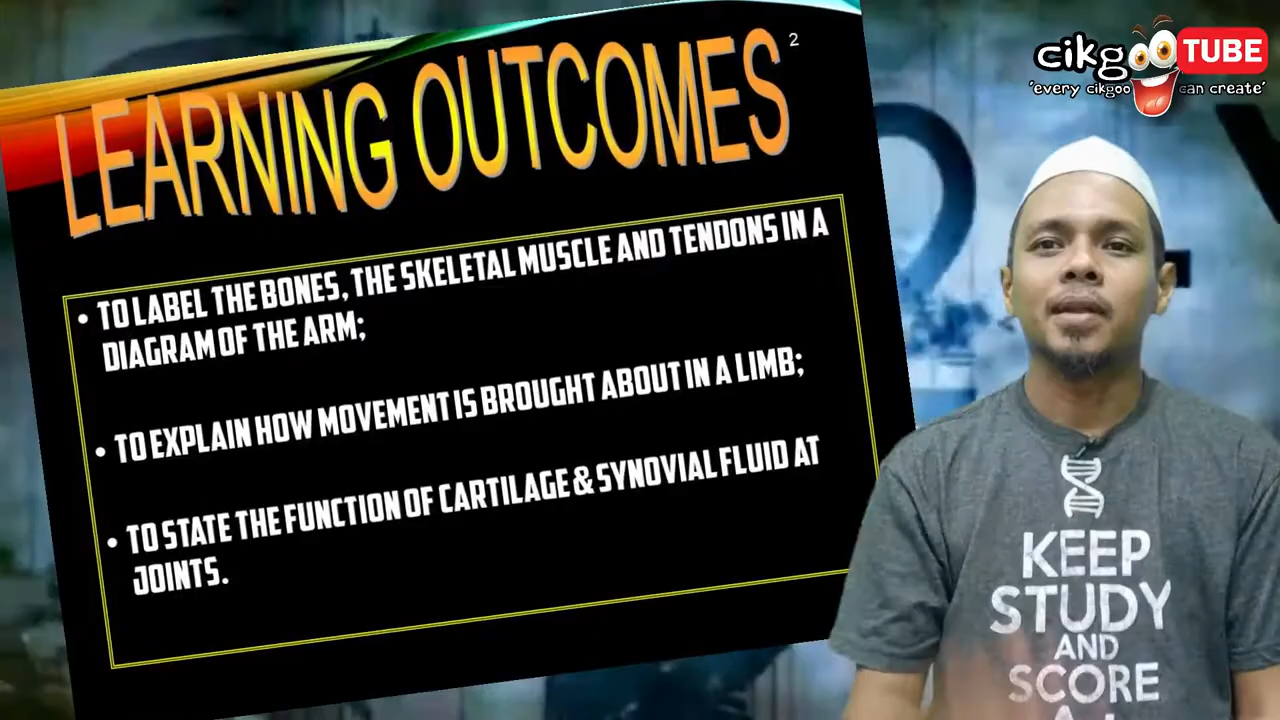 LEARNING OUTCOMES
2
• TO LABEL THE BONES, THE SKELETAL MUSCLE AND TENDONS IN A
DIAGRAM OF THE ARM;
• TO EXPLAIN HOW MOVEMENT IS BROUGHT ABOUT IN A LIMB;
• TO STATE THE FUNCTION OF CARTILAGE & SYNOVIAL FLUID AT
JOINTS.
cikgoo TUBE
'every cikgoo can create'
KEEP
STUDY
AND
SCORE